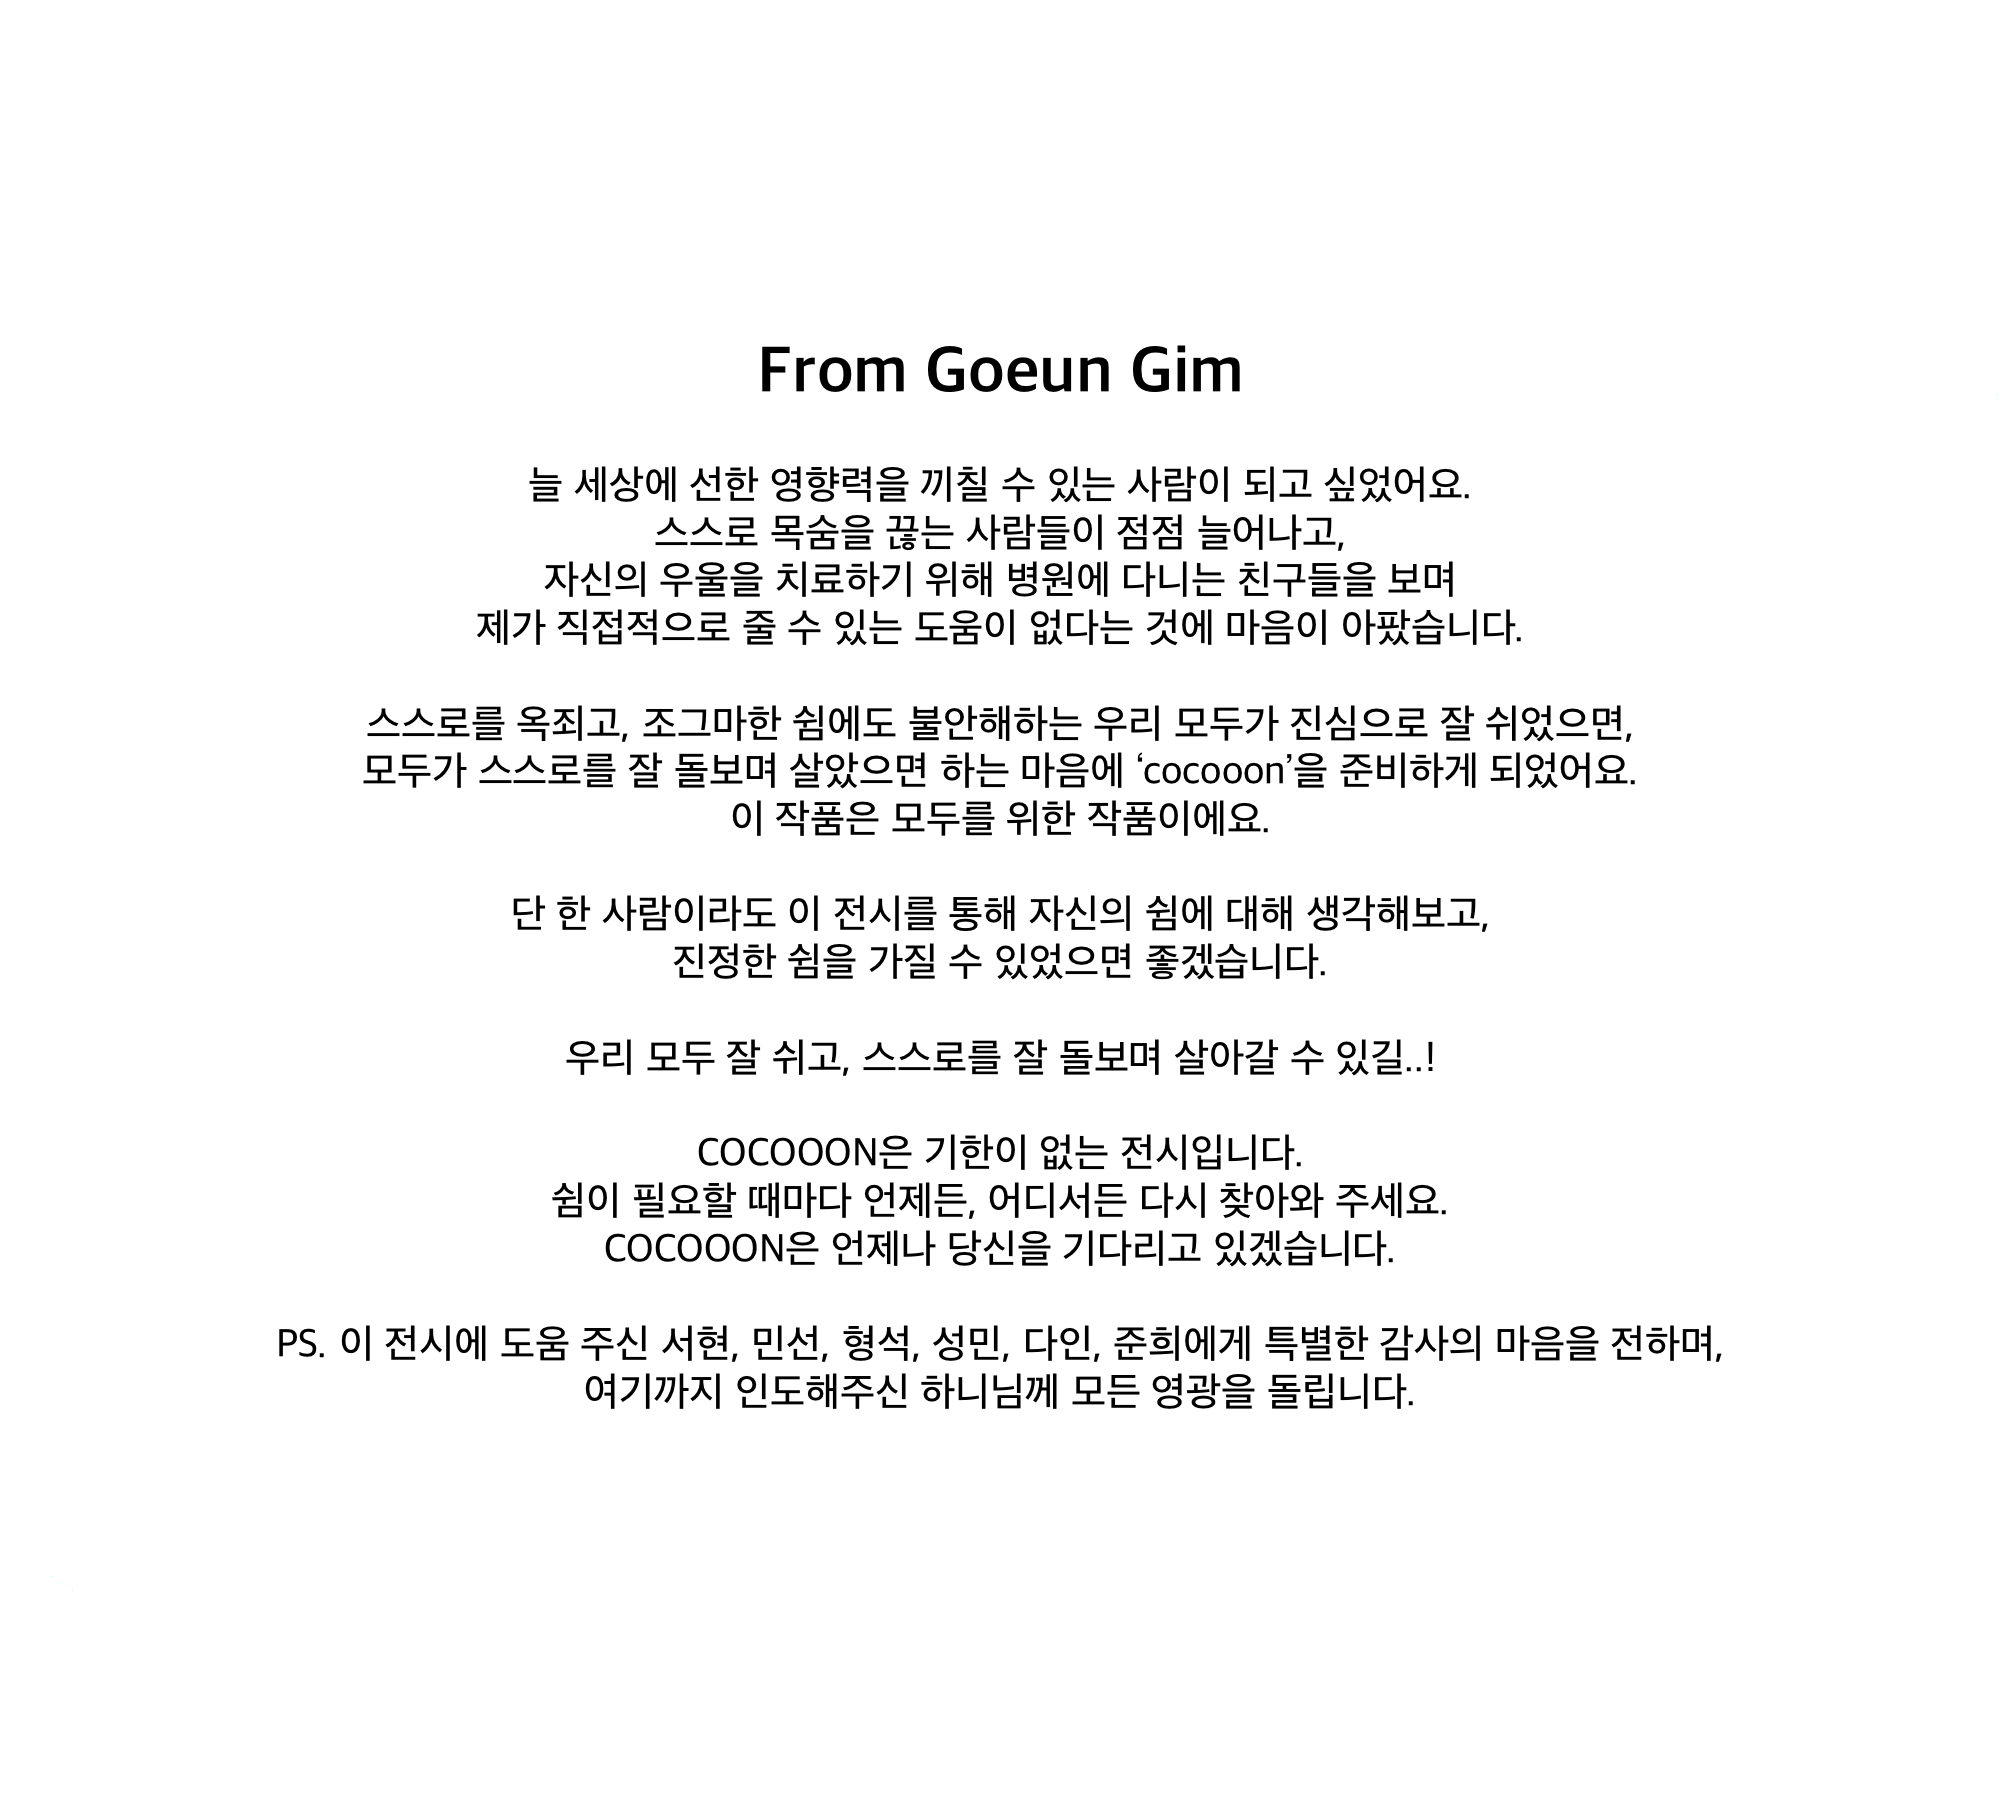 From Goeun Gim
늘 세상에 선한 영향력을 끼칠 수 있는 사람이 되고 싶었어요.
스스로 목숨을 끊는 사람들이 점점 늘어나고,
자신의 우울을 치료하기 위해 병원에 다니는 친구들을 보며
제가 직접적으로 줄 수 있는 도움이 없다는 것에 마음이 아팠습니다.
스스로를 옥죄고, 조그마한 쉼에도 불안해하는 우리 모두가 진심으로 잘 쉬었으면,
모두가 스스로를 잘 돌보며 살았으면 하는 마음에 ‘cocooon’을 준비하게 되었어요.
이 작품은 모두를 위한 작품이에요.
단 한 사람이라도 이 전시를 통해 자신의 쉼에 대해 생각해보고,
진정한 쉼을 가질 수 있었으면 좋겠습니다.
우리 모두 잘 쉬고, 스스로를 잘 돌보며 살아갈 수 있길..!
COCOOON은 기한이 없는 전시입니다.
쉼이 필요할 때마다 언제든, 어디서든 다시 찾아와 주세요.
COCOOON은 언제나 당신을 기다리고 있겠습니다.
PS. 이 전시에 도움 주신 서현, 민선, 형석, 성민, 다인, 준희에게 특별한 감사의 마음을 전하며,
여기까지 인도해주신 하니님께 모든 영광을 돌립니다.